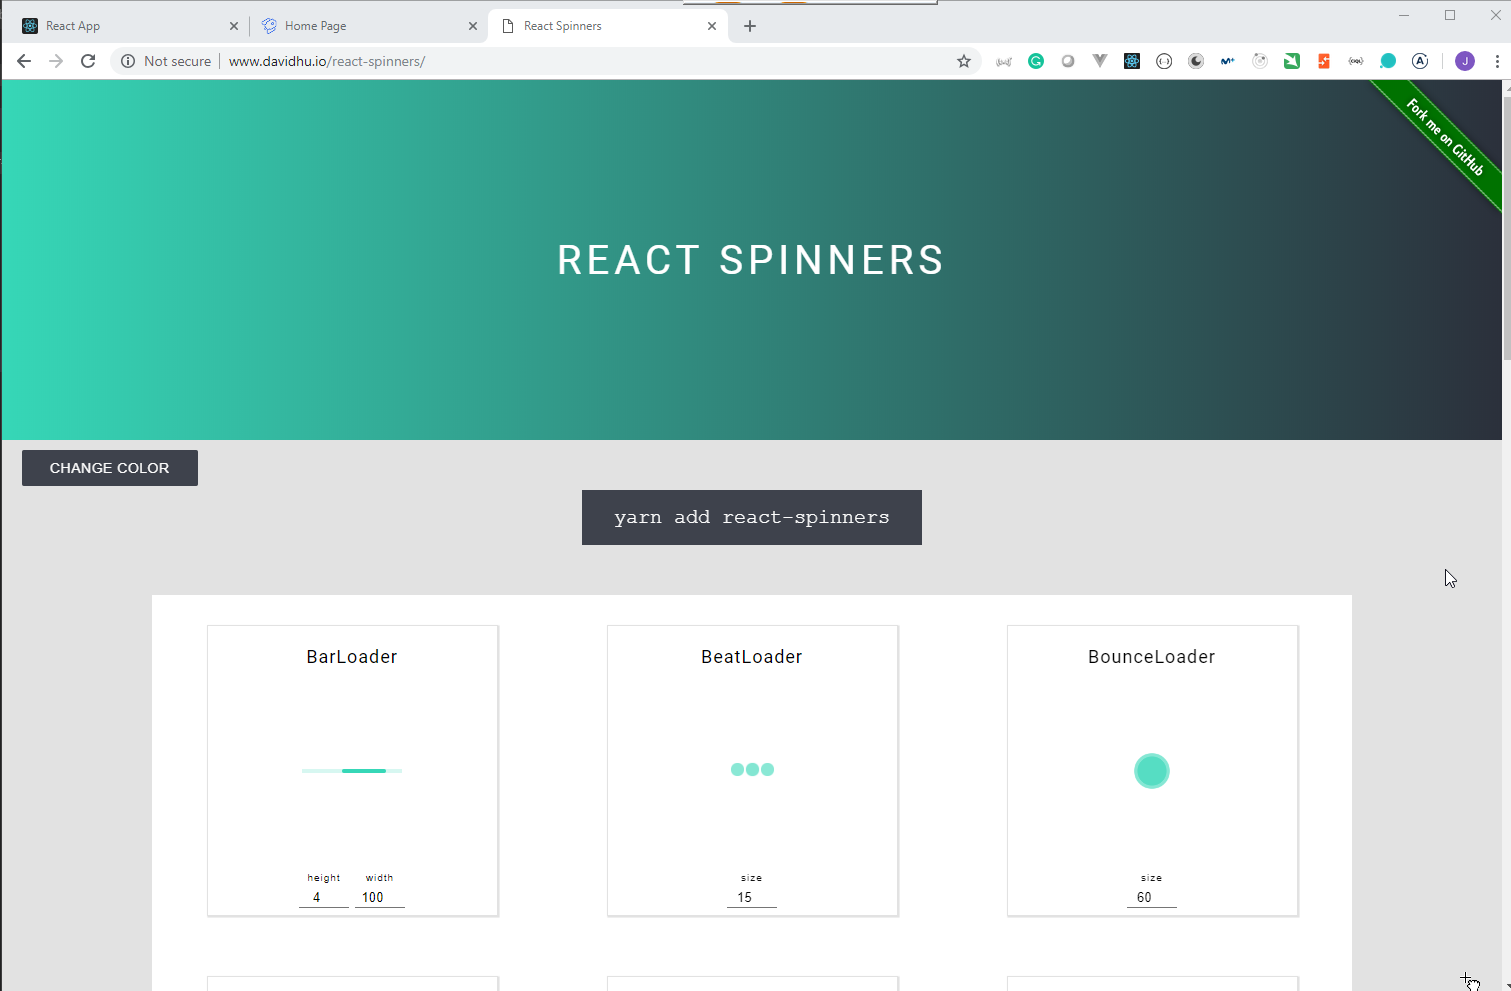 React App
Home Page
React Spinners
Not secure
www.davidhu.io/react-spinners/
J
Fork me on GitHub
REACT SPINNERS
CHANGE COLOR
yarn add react-spinners
BarLoader
BeatLoader
BounceLoader
height width
4 100
size
15
size
60